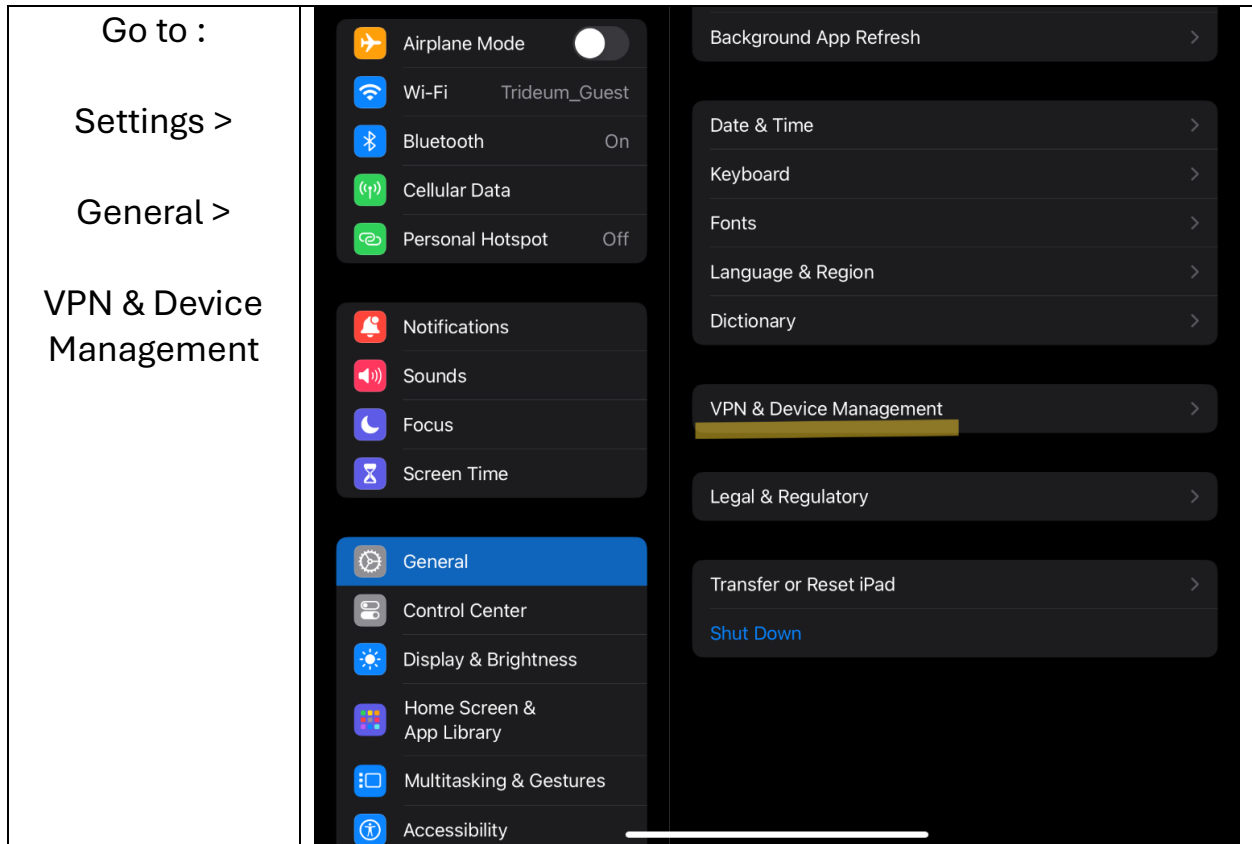 Go to :
Settings >
General >
VPN & Device
Management
Airplane Mode
Wi-Fi Trideum_Guest
Bluetooth On
Cellular Data
Personal Hotspot Off
Notifications
Sounds
Focus
Screen Time
General
Control Center
Display & Brightness
Home Screen &
App Library
Multitasking & Gestures
Accessibility
Background App Refresh
Date & Time
Keyboard
Fonts
Language & Region
Dictionary
VPN & Device Management
Legal & Regulatory
Transfer or Reset iPad
Shut Down